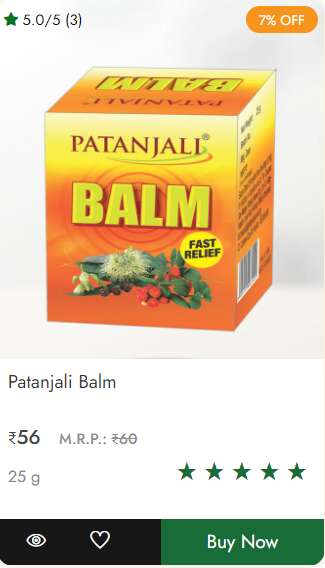 5.0/5 (3)
7% OFF
BALM
PATANJALI
PATANJALI®
BALM
FAST
RELIEF
Patanjali Balm
₹56 M.R.P.: ₹60
25 g
Buy Now